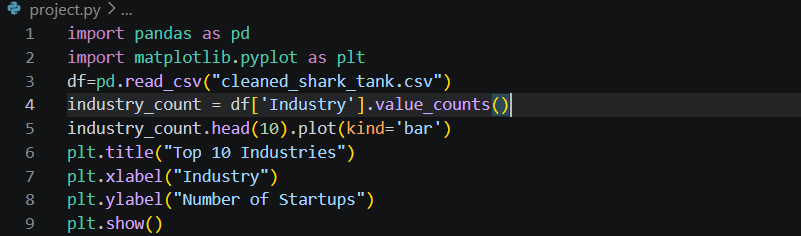 project.py > ...
1 import pandas as pd
2 import matplotlib.pyplot as plt
3 df=pd.read_csv("cleaned_shark_tank.csv")
4 industry_count = df['Industry'].value_counts()
5 industry_count.head(10).plot(kind='bar')
6 plt.title("Top 10 Industries")
7 plt.xlabel("Industry")
8 plt.ylabel("Number of Startups")
9 plt.show()